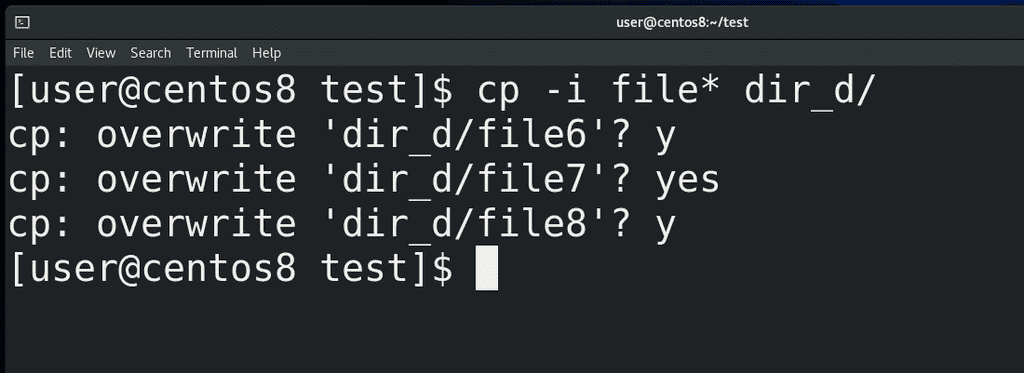 user@centos8:~/test
File Edit View Search Terminal Help
[user@centos8 test]$ cp -i file* dir_d/
cp: overwrite 'dir_d/file6'? y
cp: overwrite 'dir_d/file7'? yes
cp: overwrite 'dir_d/file8'? y
[user@centos8 test]$